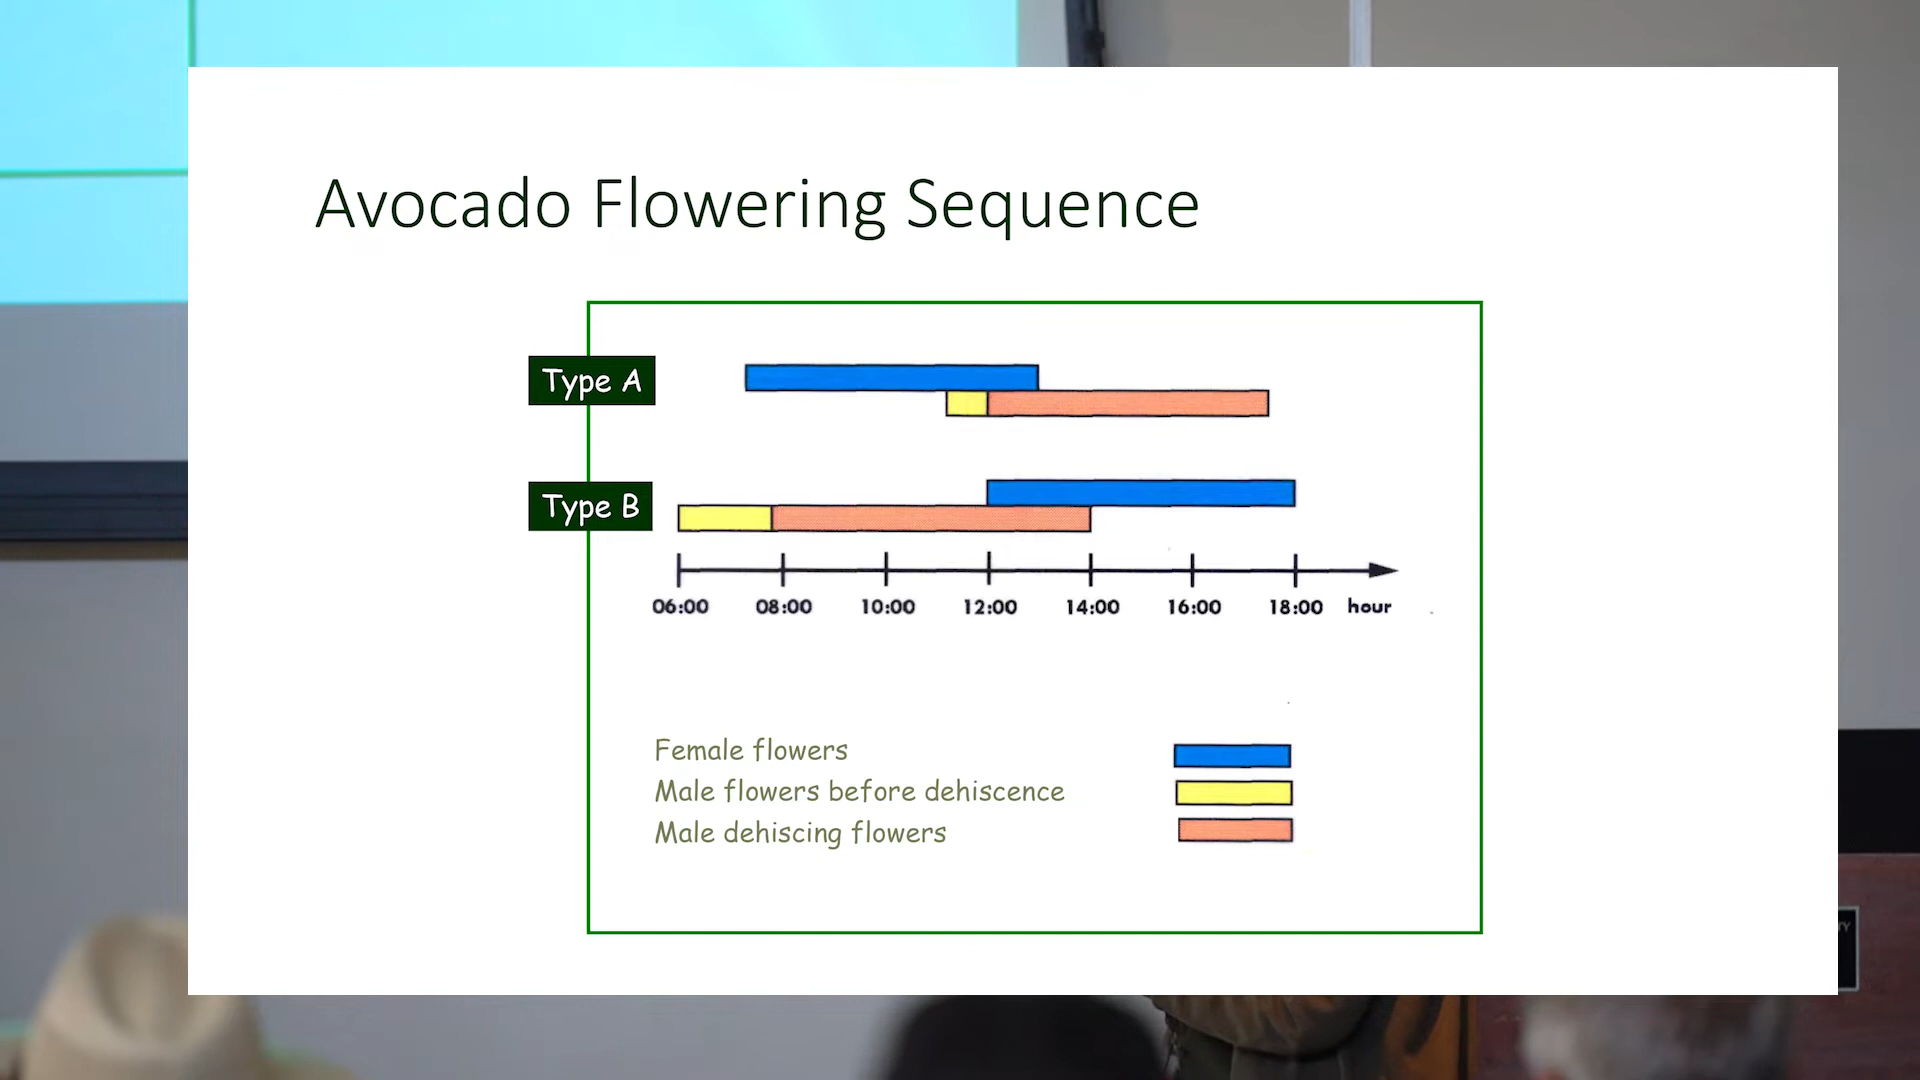 Avocado Flowering Sequence
Type A
Type B
06:00 08:00 10:00 12:00 14:00 16:00 18:00 hour
Female flowers
Male flowers before dehiscence
Male dehiscing flowers